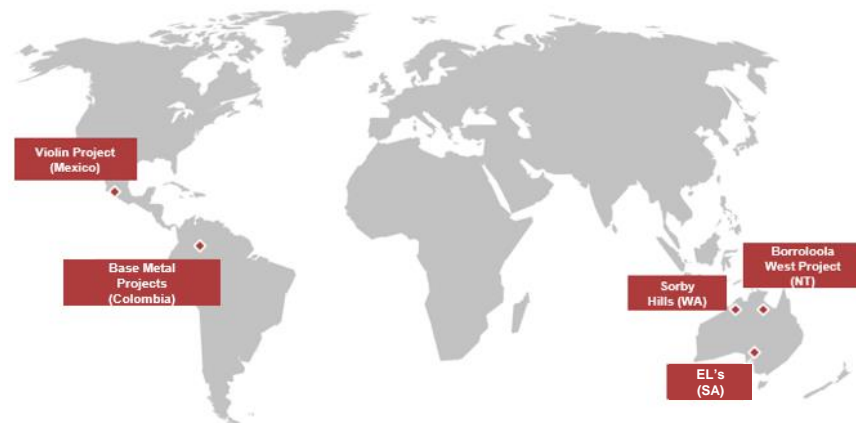 Violin Project
(Mexico)
Base Metal
Projects
(Colombia)
Borroloola
West Project
(NT)
Sorby
Hills (WA)
EL's
(SA)